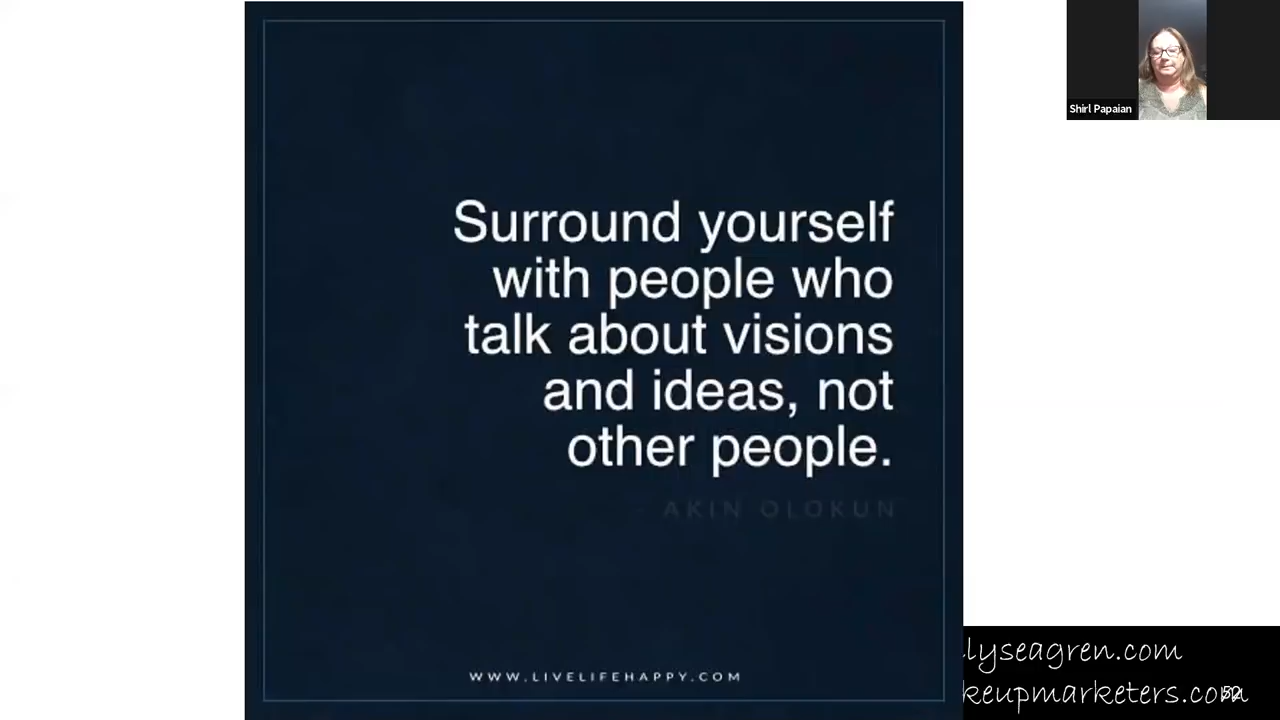 Surround yourself
with people who
talk about visions
and ideas, not
other people.
- AKIN OLOKUN
WWW.LIVELIFEHAPPY.COM
Shirl Papaian
lyseagren.com
keupmarketers.com
52